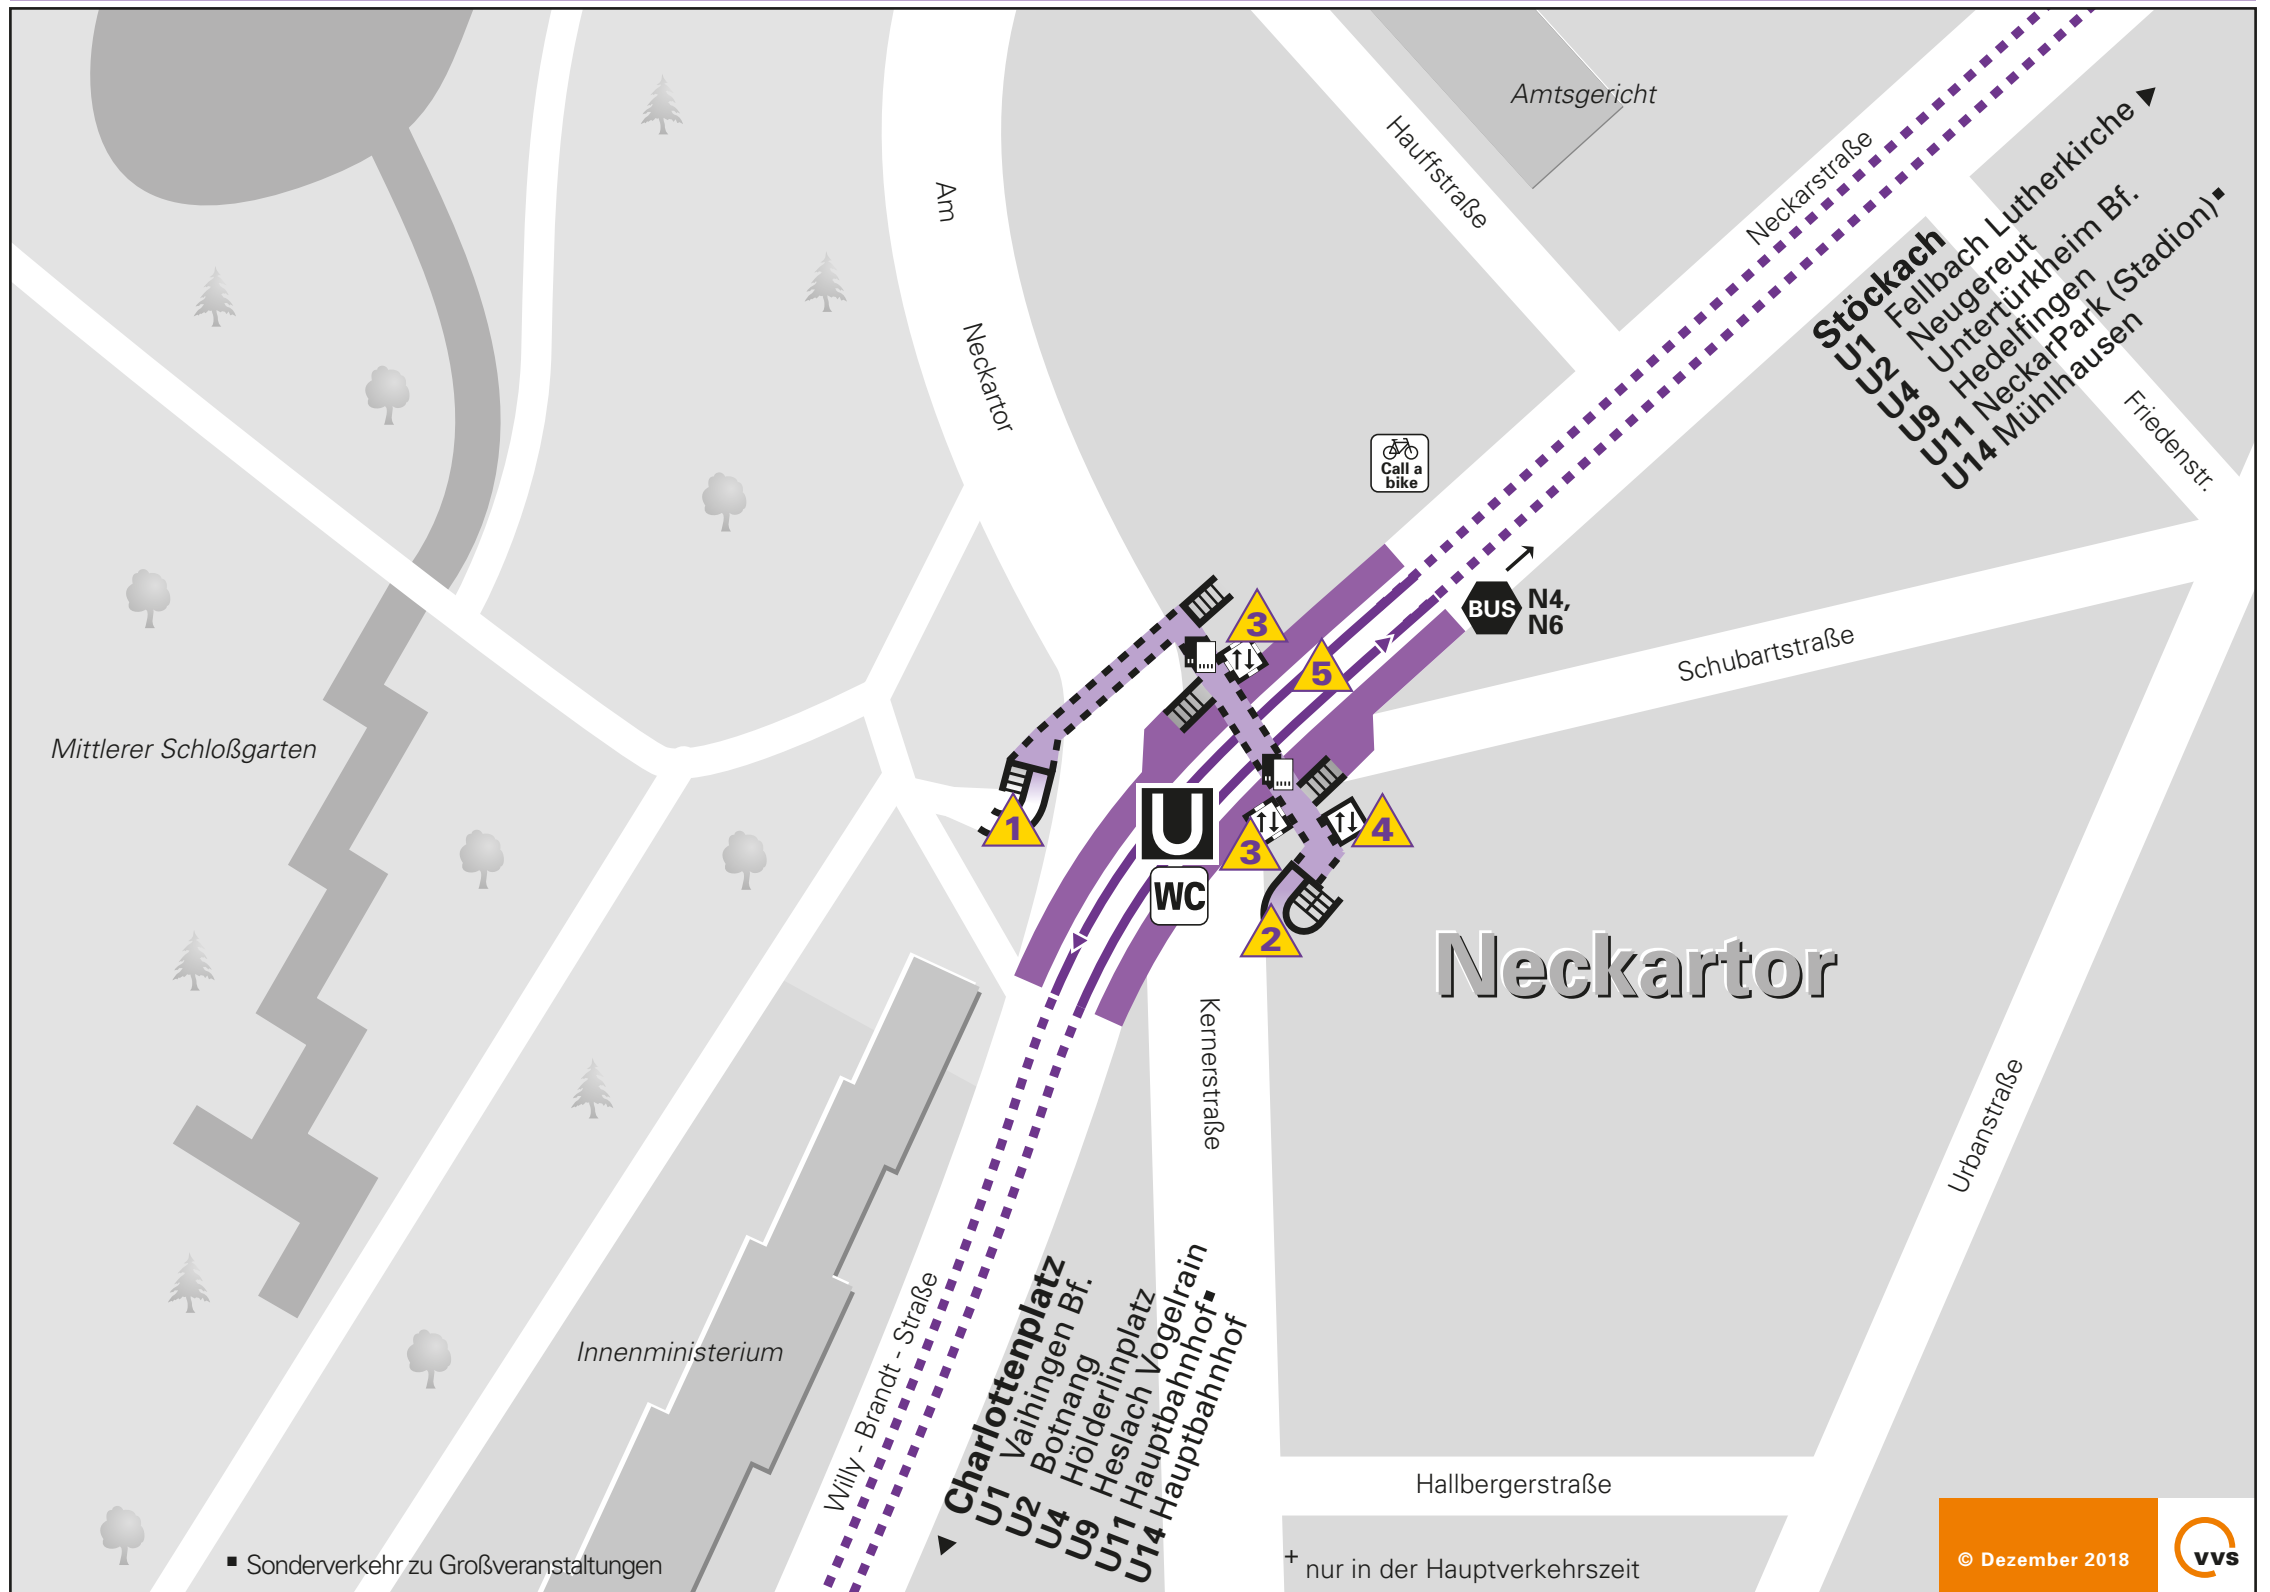 Amtsgericht
Hauffstraße
Neckarstraße
Am
Neckartor
Stöckach
U1 Fellbach Lutherkirche
U2 Neugereut
U4 Untertürkheim Bf.
U9 Hedelfingen
U11 NeckarPark (Stadion)▪
U14 Mühlhausen
Friedenstr.
Call a
bike
BUS
N4,
N6
Schubartstraße
3
5
Mittlerer Schloßgarten
1
U
3
4
WC
2
Neckartor
Kernerstraße
Urbanstraße
Innenministerium
Willy - Brandt - Straße
Charlottenplatz
U1 Vaihingen Bf.
U2 Botnang
U4 Hölderlinplatz
U9 Heslach Vogelrain
U11 Hauptbahnhof▪
U14 Hauptbahnhof
Hallbergerstraße
▪ Sonderverkehr zu Großveranstaltungen
+ nur in der Hauptverkehrszeit
© Dezember 2018
vvs